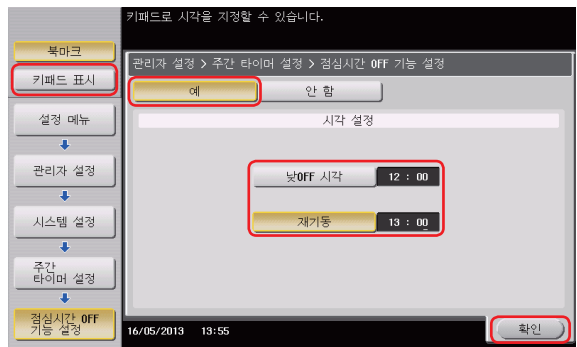 키패드로 시각을 지정할 수 있습니다.
북마크
키패드 표시
설정 메뉴
관리자 설정
시스템 설정
주간
타이머 설정
점심시간 OFF
기능 설정
관리자 설정 > 주간 타이머 설정 > 점심시간 OFF 기능 설정
예
안 함
시각 설정
낮OFF 시각 12 : 00
재기동 13 : 00
16/05/2013 13:55
확인